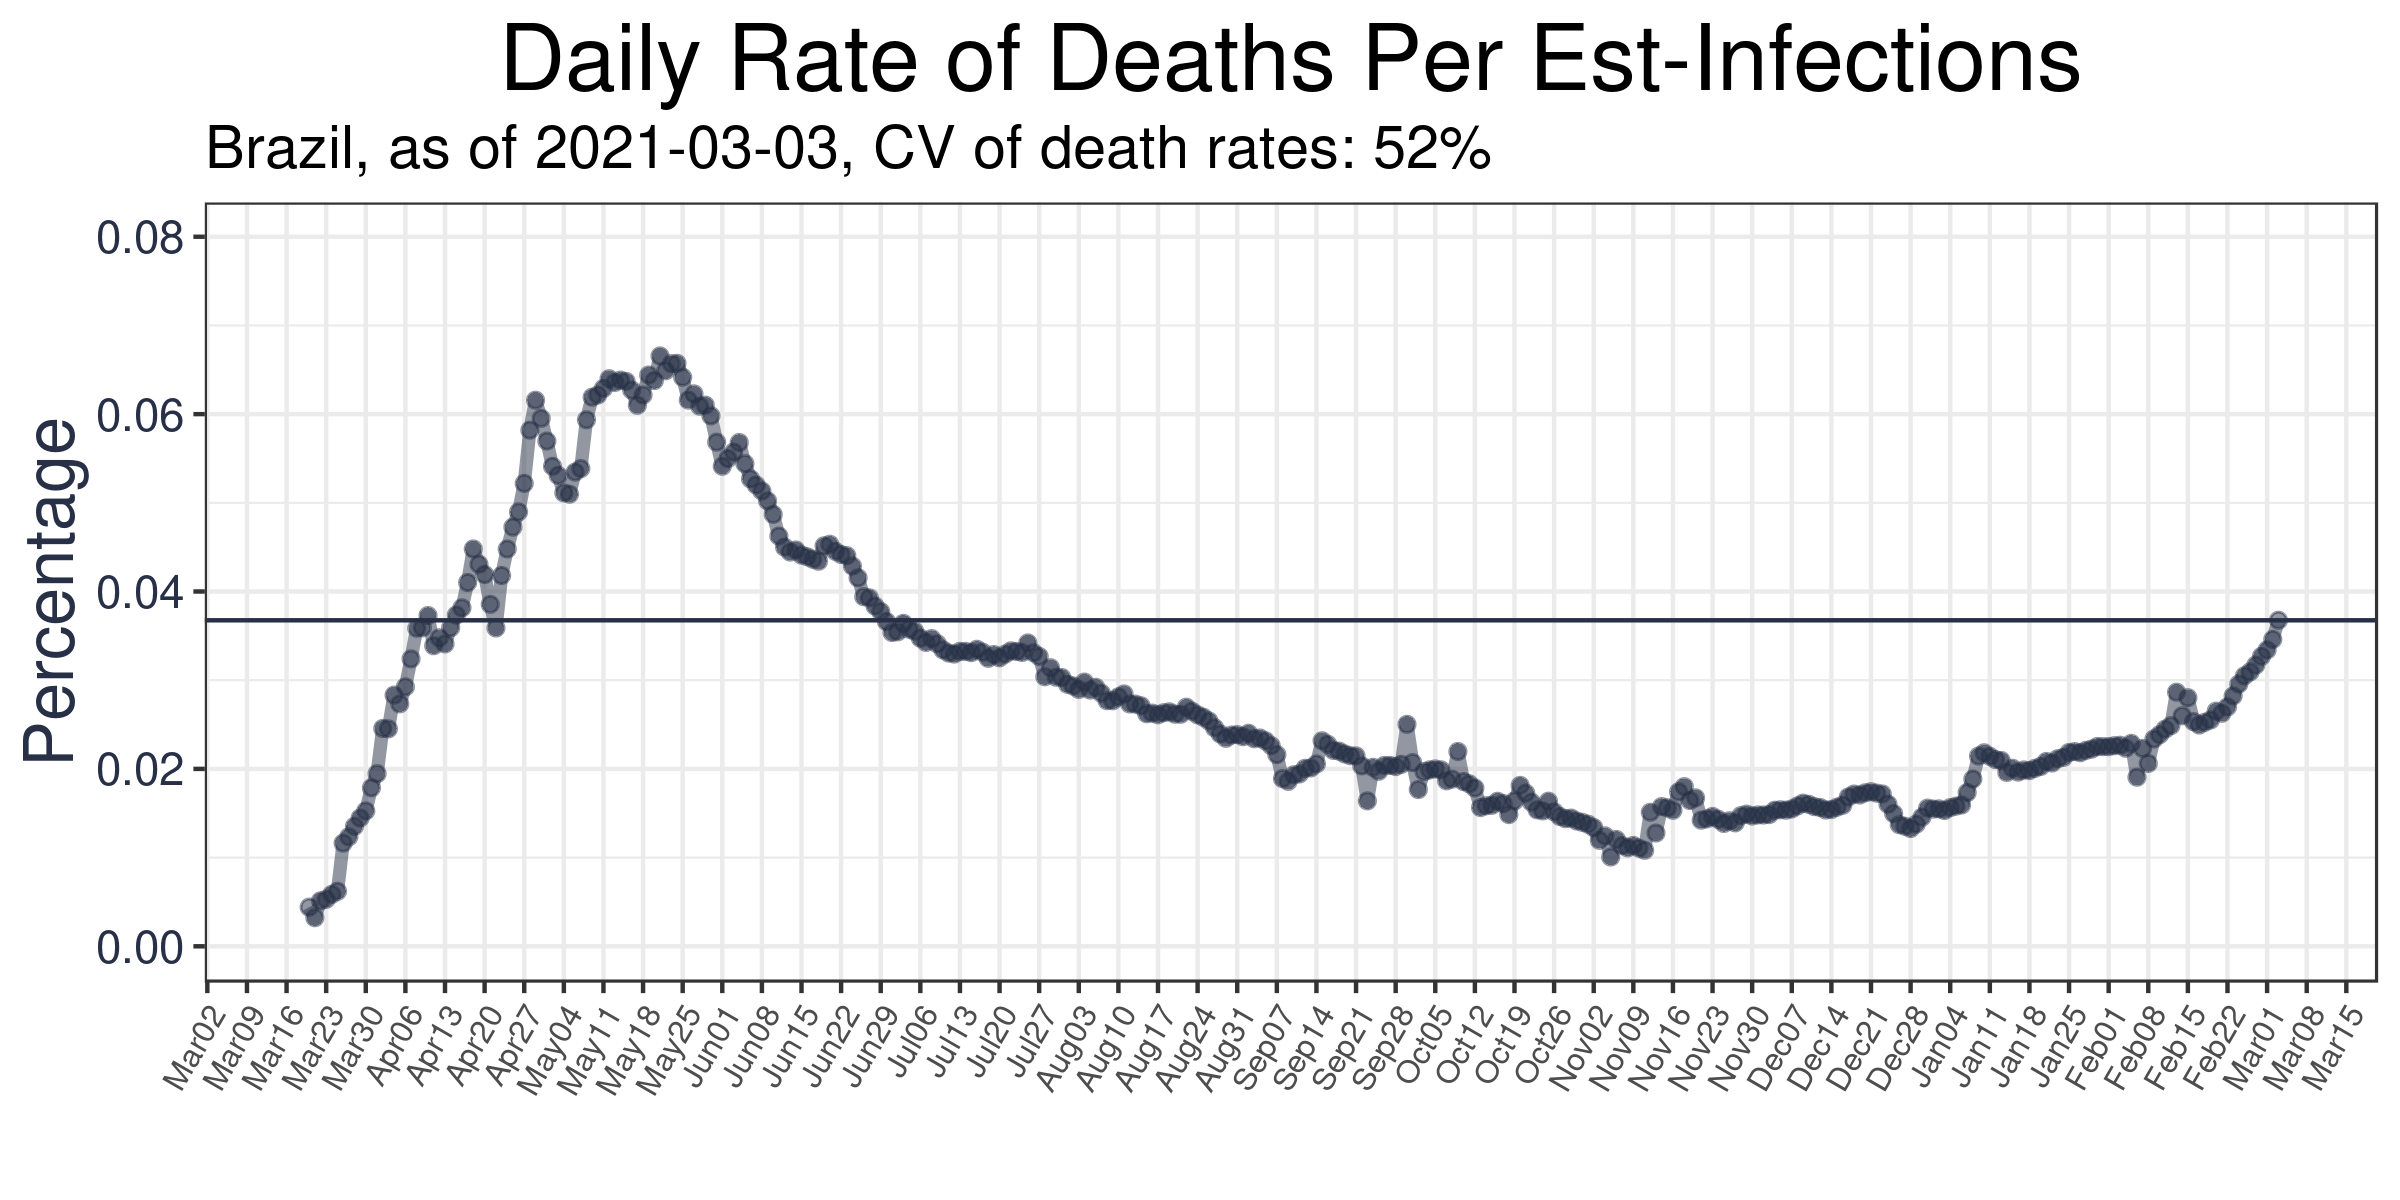 Daily Rate of Deaths Per Est-Infections
Brazil, as of 2021-03-03, CV of death rates: 52%
Percentage
0.08
0.06
0.04
0.02
0.00
Mar02
Mar09
Mar16
Mar23
Mar30
Apr06
Apr13
Apr20
Apr27
May04
May11
May18
May25
Jun01
Jun08
Jun15
Jun22
Jun29
Jul06
Jul13
Jul20
Jul27
Aug03
Aug10
Aug17
Aug24
Aug31
Sep07
Sep14
Sep21
Sep28
Oct05
Oct12
Oct19
Oct26
Nov02
Nov09
Nov16
Nov23
Nov30
Dec07
Dec14
Dec21
Dec28
Jan04
Jan11
Jan18
Jan25
Feb01
Feb08
Feb15
Feb22
Mar01
Mar08
Mar15